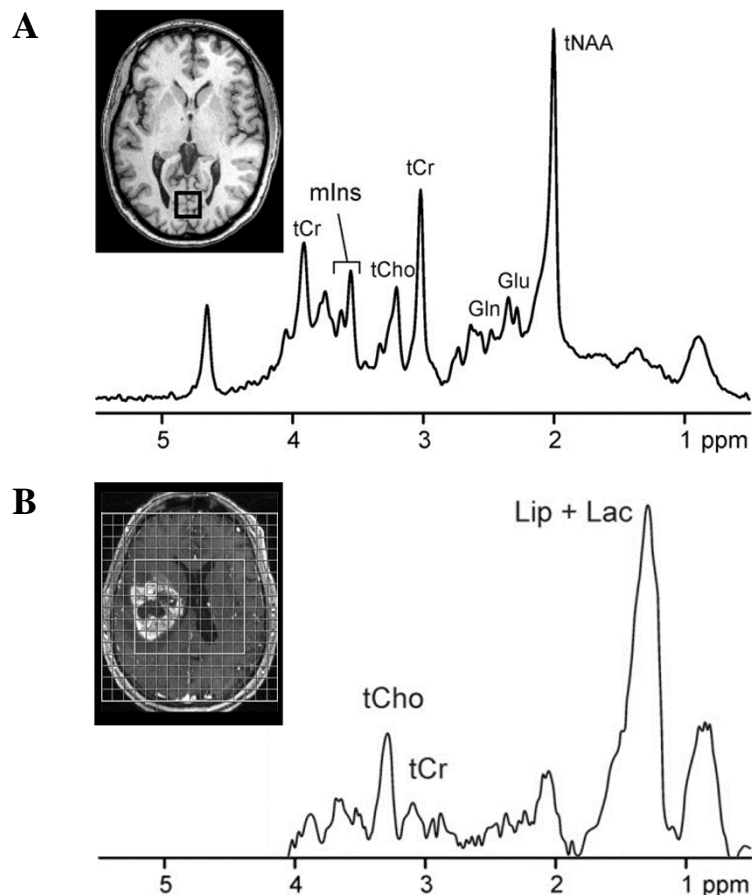 A
tNAA
tCr
mIns
tCr
tCho
Glu
Gln
5 4 3 2 1 ppm
B
Lip + Lac
tCho
tCr
5 4 3 2 1 ppm